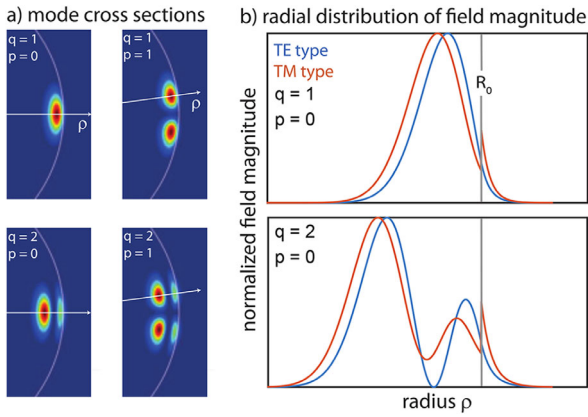 a) mode cross sections
q = 1
p = 0
ρ
q = 1
p = 1
ρ
q = 2
p = 0
q = 2
p = 1
b) radial distribution of field magnitude
TE type
TM type
q = 1
p = 0
R₀
q = 2
p = 0
normalized field magnitude
radius ρ